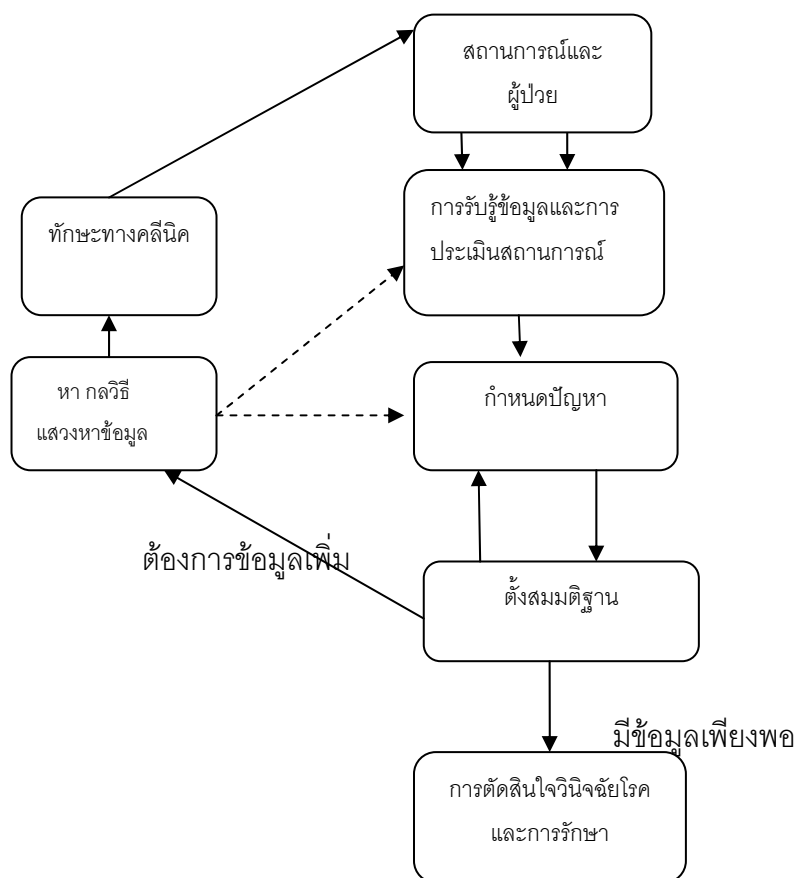 สถานการณ์และ
ผู้ป่วย
การรับรู้ข้อมูลและการ
ประเมินสถานการณ์
ทักษะทางคลีนิค
หา กลวิธี
แสวงหาข้อมูล
กำหนดปัญหา
ต้องการข้อมูลเพิ่ม
ตั้งสมมติฐาน
มีข้อมูลเพียงพอ
การตัดสินใจวินิจฉัยโรค
และการรักษา